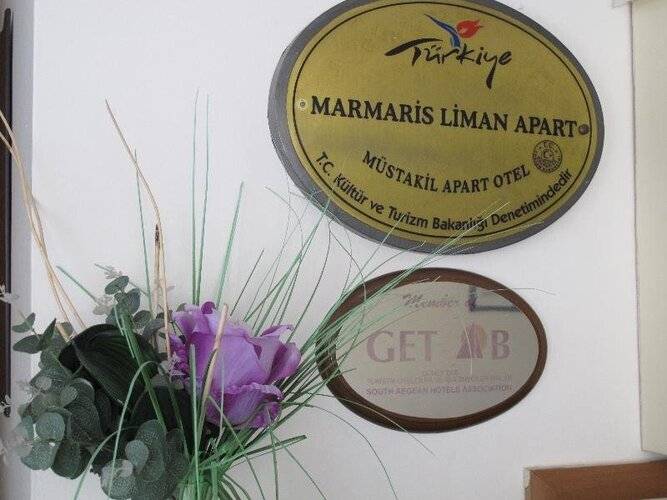 Türkiye
MARMARİS LİMAN APART
MÜSTAKİL APART OTEL
T.C. Kültür ve Turizm Bakanlığı Denetimindedir
Member of
GET B
SOUTH AEGEAN HOTELS ASSOCIATION